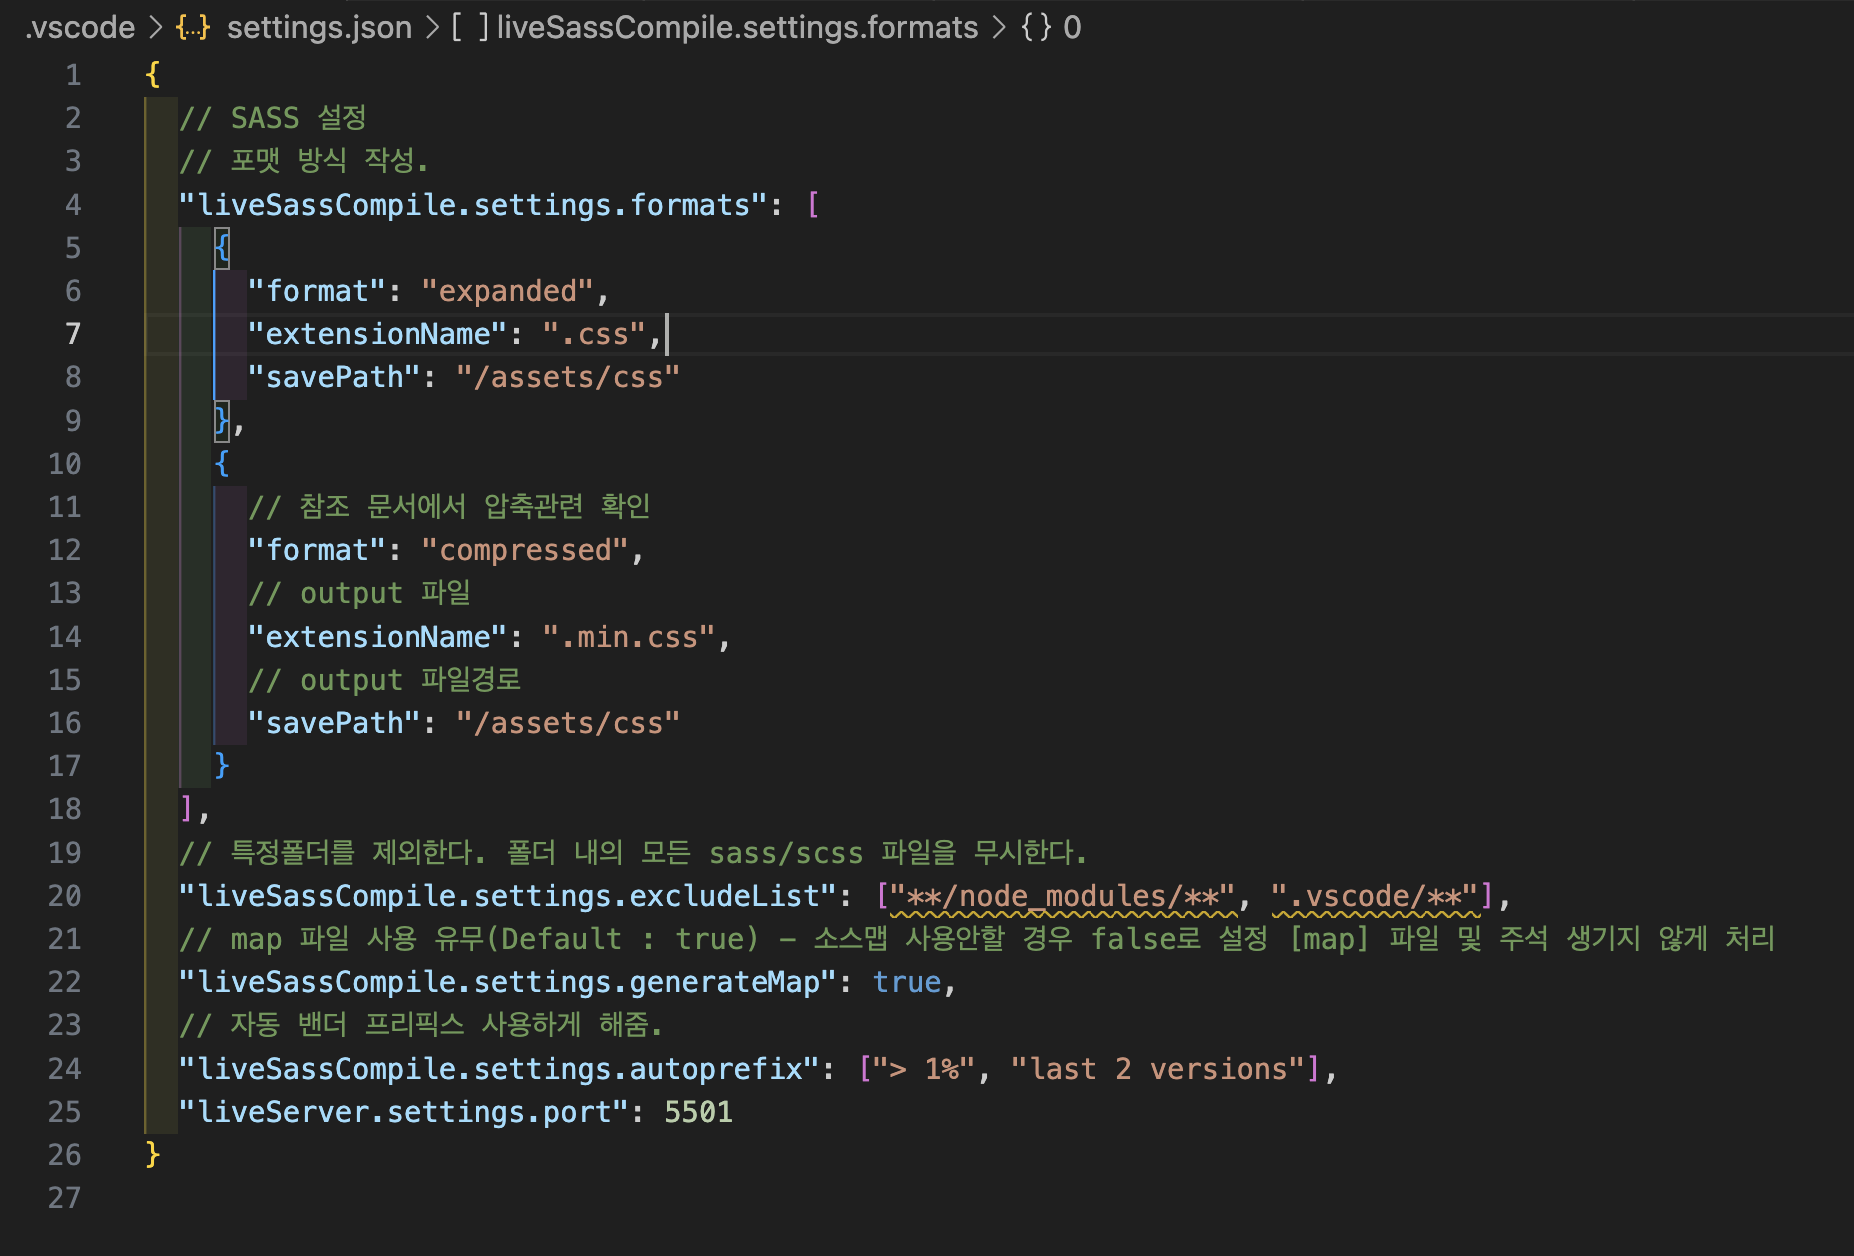 .vscode > {..} settings.json > [ ] liveSassCompile.settings.formats > {} 0
1 {
2 // SASS 설정
3 // 포맷 방식 작성.
4 "liveSassCompile.settings.formats": [
5 {
6 "format": "expanded",
7 "extensionName": ".css",
8 "savePath": "/assets/css"
9 },
10 {
11 // 참조 문서에서 압축관련 확인
12 "format": "compressed",
13 // output 파일
14 "extensionName": ".min.css",
15 // output 파일경로
16 "savePath": "/assets/css"
17 }
18 ],
19 // 특정폴더를 제외한다. 폴더 내의 모든 sass/scss 파일을 무시한다.
20 "liveSassCompile.settings.excludeList": ["**/node_modules/**", ".vscode/**"],
21 // map 파일 사용 유무(Default : true) – 소스맵 사용안할 경우 false로 설정 [map] 파일 및 주석 생기지 않게 처리
22 "liveSassCompile.settings.generateMap": true,
23 // 자동 밴더 프리픽스 사용하게 해줌.
24 "liveSassCompile.settings.autoprefix": ["> 1%", "last 2 versions"],
25 "liveServer.settings.port": 5501
26 }
27